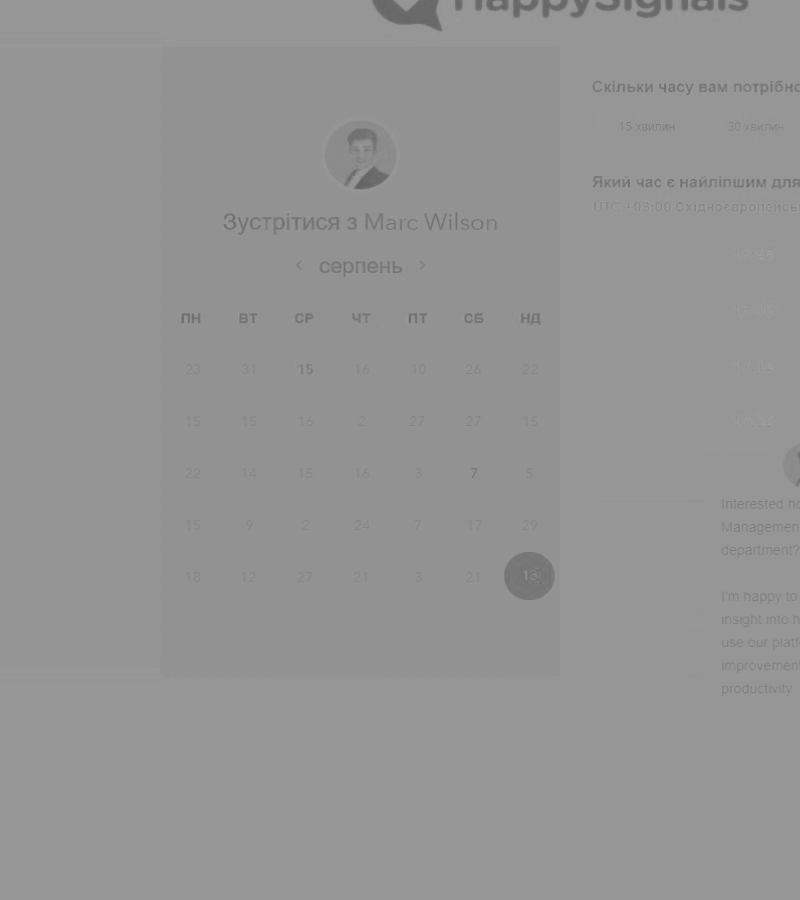 HappySignals
Зустрітися з Marc Wilson
< серпень >
ПН ВТ СР ЧТ ПТ СБ НД
23 31 15 16 10 26 22
15 15 16 2 27 27 15
22 14 15 16 3 7 5
15 9 2 24 7 17 29
18 12 27 21 3 21
Скільки часу вам потрібно
15 хвилин 30 хвилин
Який час є найліпшим для
UTC +03:00 Східноєвропейськ
Interested ho
Managemen
department?
I'm happy to
insight into h
use our platf
improvement
productivity